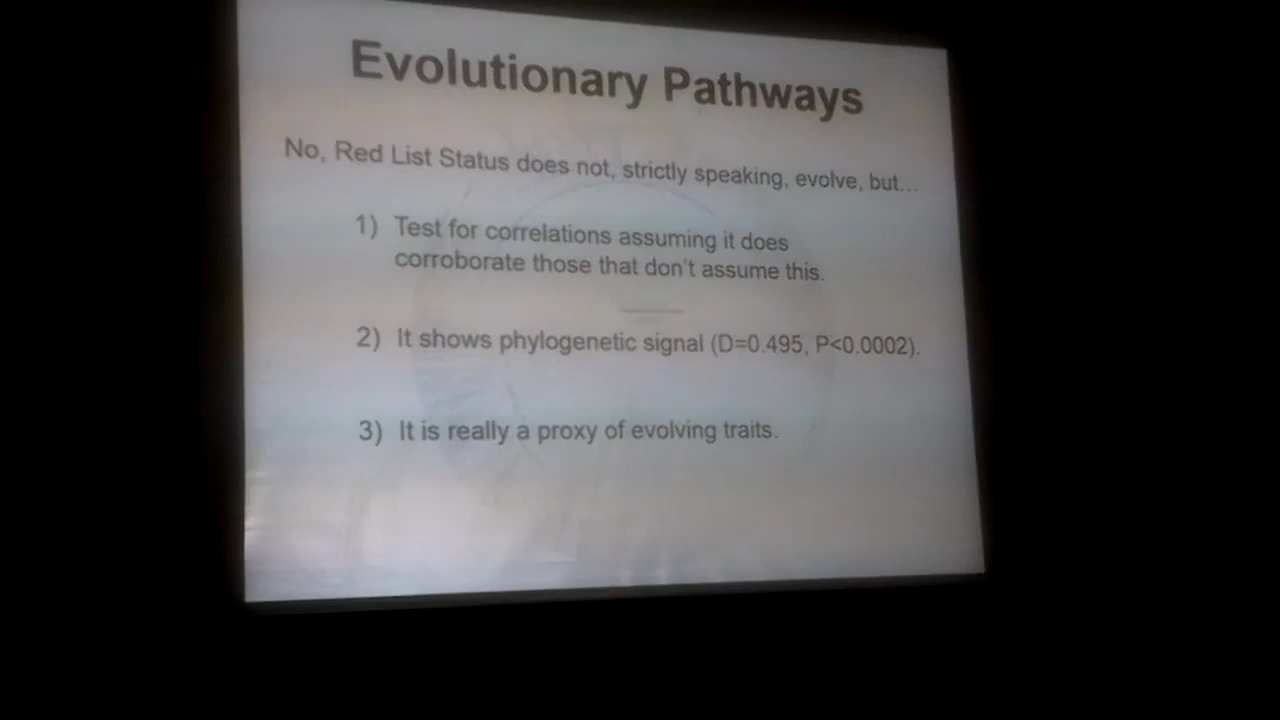 Evolutionary Pathways
No, Red List Status does not, strictly speaking, evolve, but...
1) Test for correlations assuming it does
corroborate those that don't assume this.
2) It shows phylogenetic signal (D=0.495, P<0.0002).
3) It is really a proxy of evolving traits.